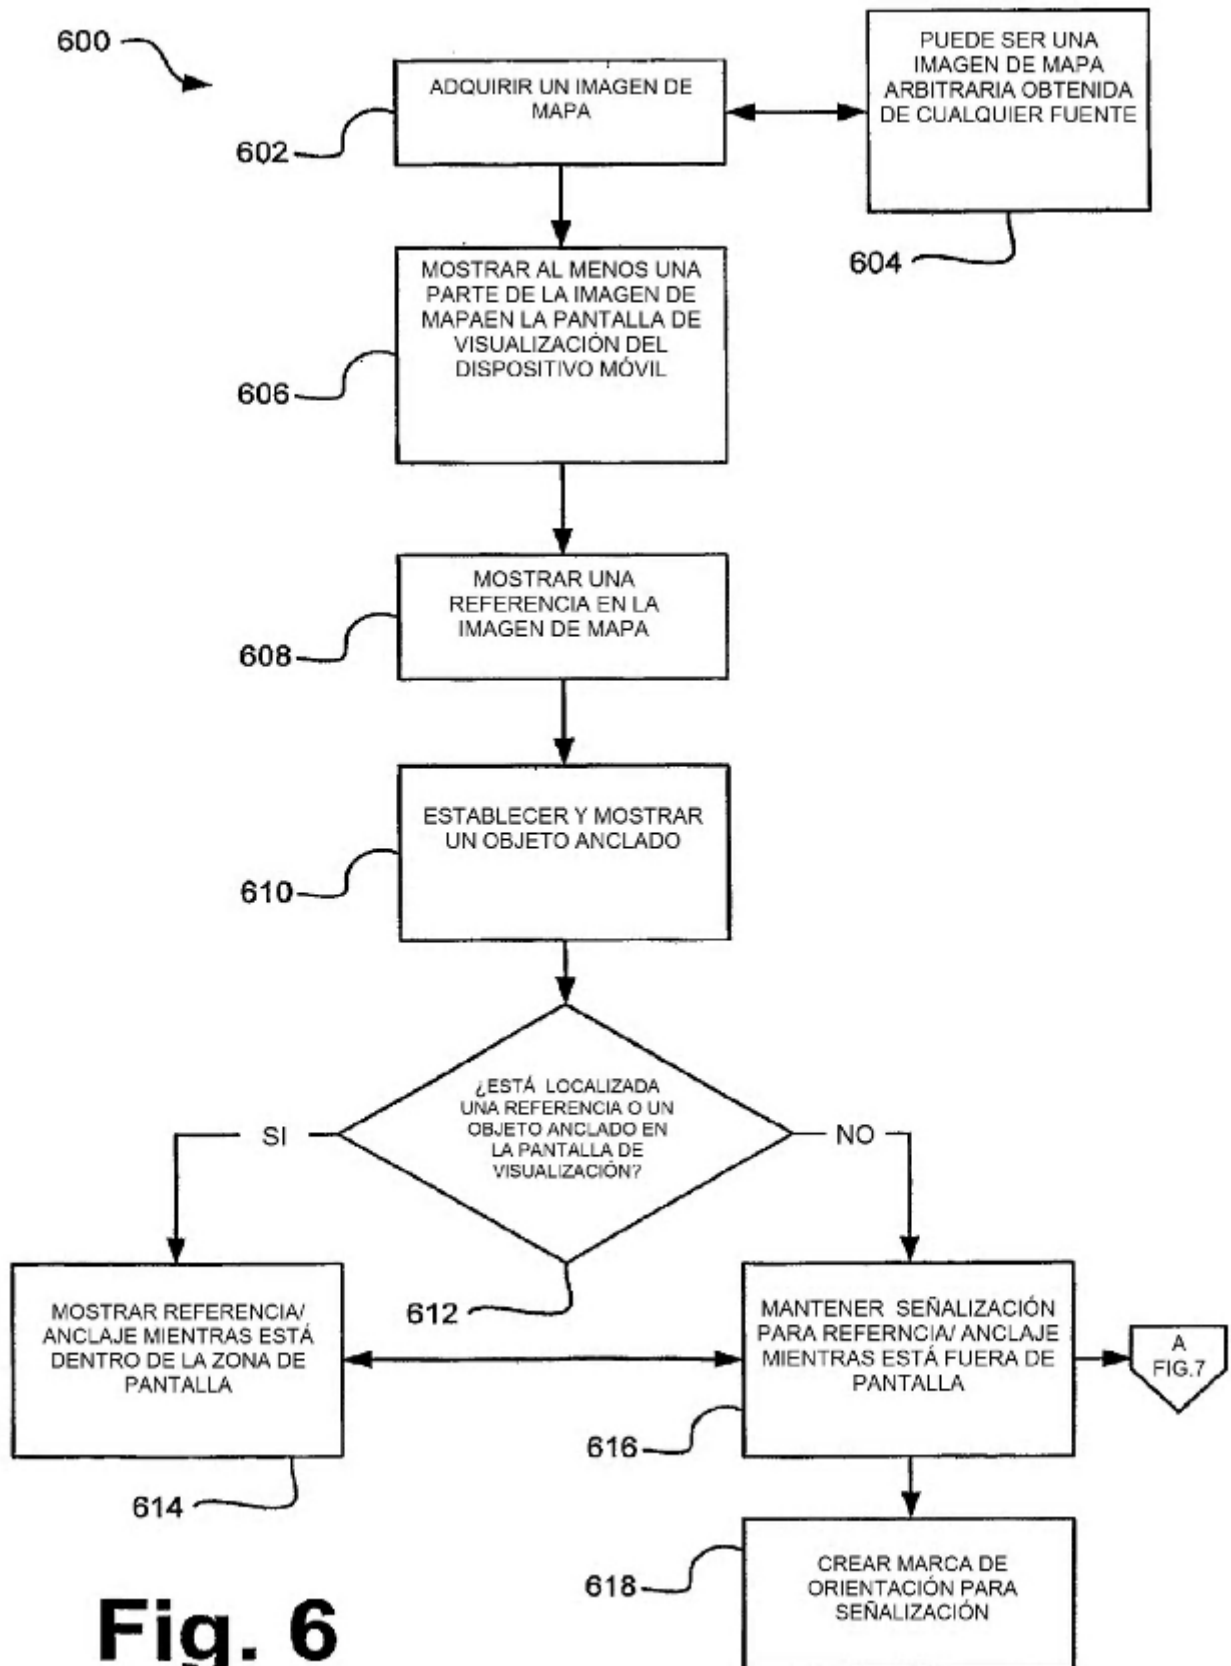 600
ADQUIRIR UN IMAGEN DE
MAPA
602
PUEDE SER UNA
IMAGEN DE MAPA
ARBITRARIA OBTENIDA
DE CUALQUIER FUENTE
604
MOSTRAR AL MENOS UNA
PARTE DE LA IMAGEN DE
MAPAEN LA PANTALLA DE
VISUALIZACIÓN DEL
DISPOSITIVO MÓVIL
606
MOSTRAR UNA
REFERENCIA EN LA
IMAGEN DE MAPA
608
ESTABLECER Y MOSTRAR
UN OBJETO ANCLADO
610
¿ESTÁ LOCALIZADA
UNA REFERENCIA O UN
OBJETO ANCLADO EN
LA PANTALLA DE
VISUALIZACIÓN?
SI
NO
612
MOSTRAR REFERENCIA/
ANCLAJE MIENTRAS ESTÁ
DENTRO DE LA ZONA DE
PANTALLA
614
MANTENER SEÑALIZACIÓN
PARA REFERNCIA/ ANCLAJE
MIENTRAS ESTÁ FUERA DE
PANTALLA
616
A
FIG.7
CREAR MARCA DE
ORIENTACIÓN PARA
SEÑALIZACIÓN
618
Fig. 6